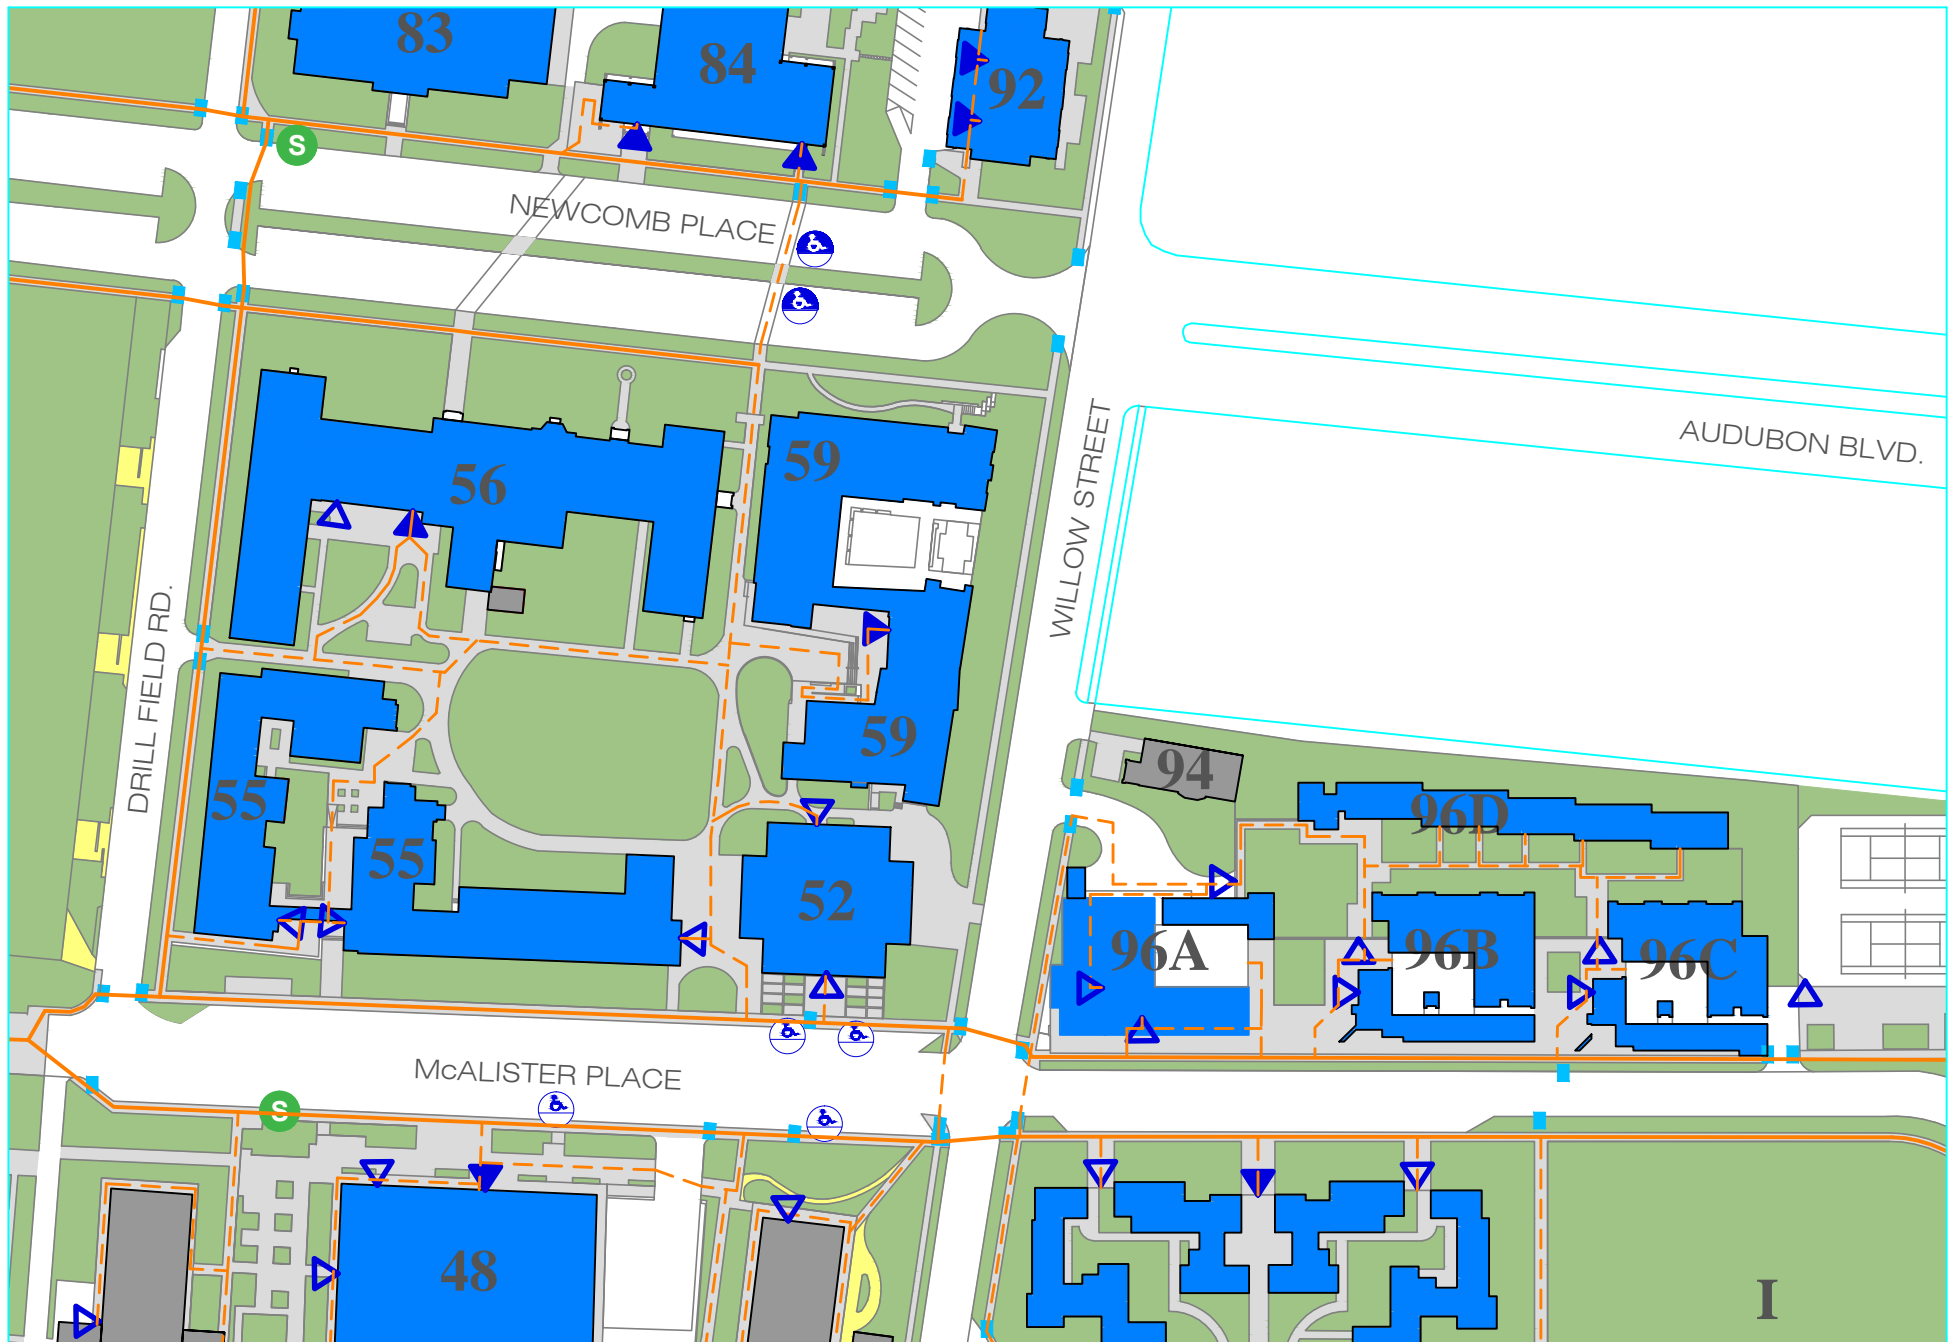 83
84
92
S
NEWCOMB PLACE
AUDUBON BLVD.
WILLOW STREET
59
56
DRILL FIELD RD.
59
94
55
96D
55
52
96A
96B
96C
McALISTER PLACE
S
48
I